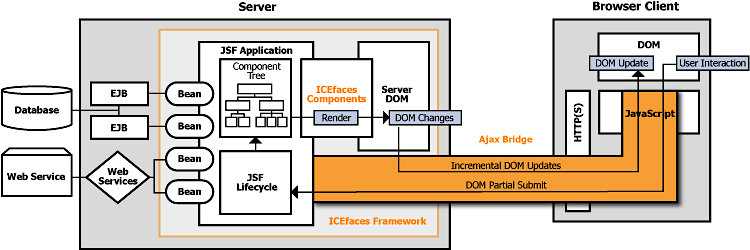 Server
Browser Client
JSF Application
DOM
Component
Tree
ICEfaces
Components
Server
DOM
DOM Update
User Interaction
EJB
Bean
Database
Render
DOM Changes
HTTP(S)
JavaScript
EJB
Bean
Ajax Bridge
Web Service
Web
Services
Bean
JSF
Lifecycle
Incremental DOM Updates
Bean
DOM Partial Submit
ICEfaces Framework